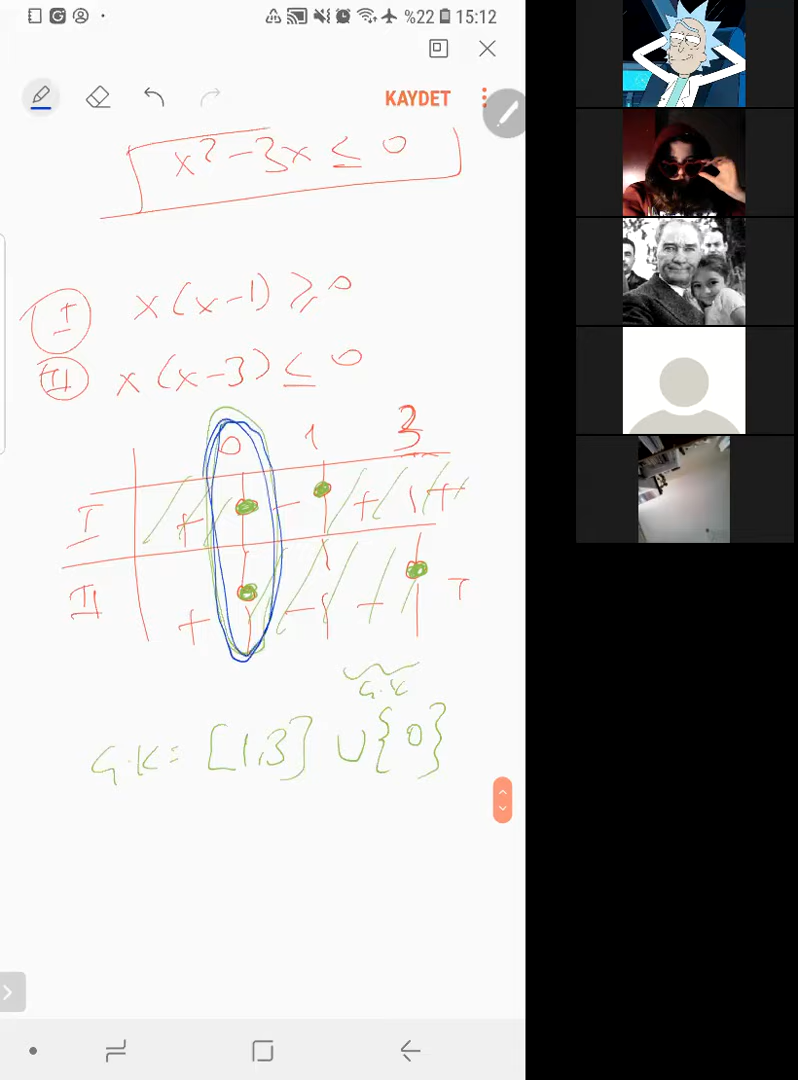 %22 15:12
KAYDET
x² - 3x ≤ 0
I x(x-1) ≥ 0
II x(x-3) ≤ 0
0 1 3
I + - + +
II + - -
Ç.K
Ç.K = [1,3] ∪ {0}